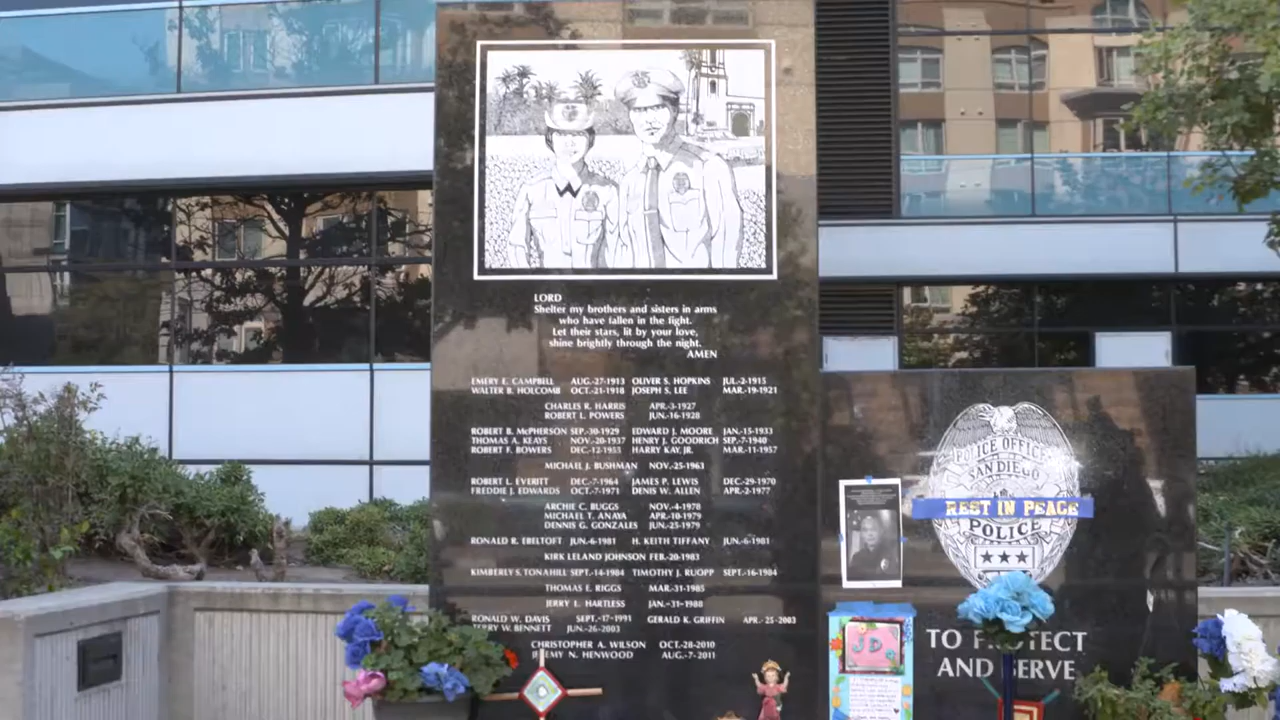 LORD
Shelter my brothers and sisters in arms
who have fallen in the fight.
Let their stars, lit by your love,
shine brightly through the night.
AMEN
EMERY E. CAMPBELL AUG.-27-1913 OLIVER S. HOPKINS JUL.-2-1915
WALTER B. HOLCOMB OCT.-21-1918 JOSEPH S. LEE MAR.-19-1921
CHARLES R. HARRIS APR.-3-1927
ROBERT L. POWERS JUN.-16-1928
ROBERT B. McPHERSON SEP.-30-1929 EDWARD J. MOORE JAN.-15-1933
THOMAS A. KEAYS NOV.-20-1937 HENRY J. GOODRICH SEP.-7-1940
ROBERT F. BOWERS DEC.-12-1955 HARRY KAY, JR. MAR.-11-1957
MICHAEL J. BUSHMAN NOV.-25-1963
ROBERT L. EVERITT DEC.-7-1964 JAMES P. LEWIS DEC.-29-1970
FREDDIE J. EDWARDS OCT.-7-1971 DENIS W. ALLEN APR.-2-1977
ARCHIE C. BUGGS NOV.-4-1978
MICHAEL T. ANAYA APR.-10-1979
DENNIS G. GONZALES JUN.-25-1979
RONALD R. EBELTOFT JUN.-6-1981 H. KEITH TIFFANY JUN.-6-1981
KIRK LELAND JOHNSON FEB.-20-1983
KIMBERLY S. TONAHILL SEPT.-14-1984 TIMOTHY J. RUOPP SEPT.-16-1984
THOMAS E. RIGGS MAR.-31-1985
JERRY L. HARTLESS JAN.-31-1988
RONALD W. DAVIS SEPT.-17-1991 GERALD K. GRIFFIN APR.-25-2003
TERRY W. BENNETT JUN.-26-2003
CHRISTOPHER A. WILSON OCT.-28-2010
JEREMY N. HENWOOD AUG.-7-2011
POLICE OFFICER
SAN DIEGO
REST IN PEACE
POLICE
JD
TO PROTECT
AND SERVE